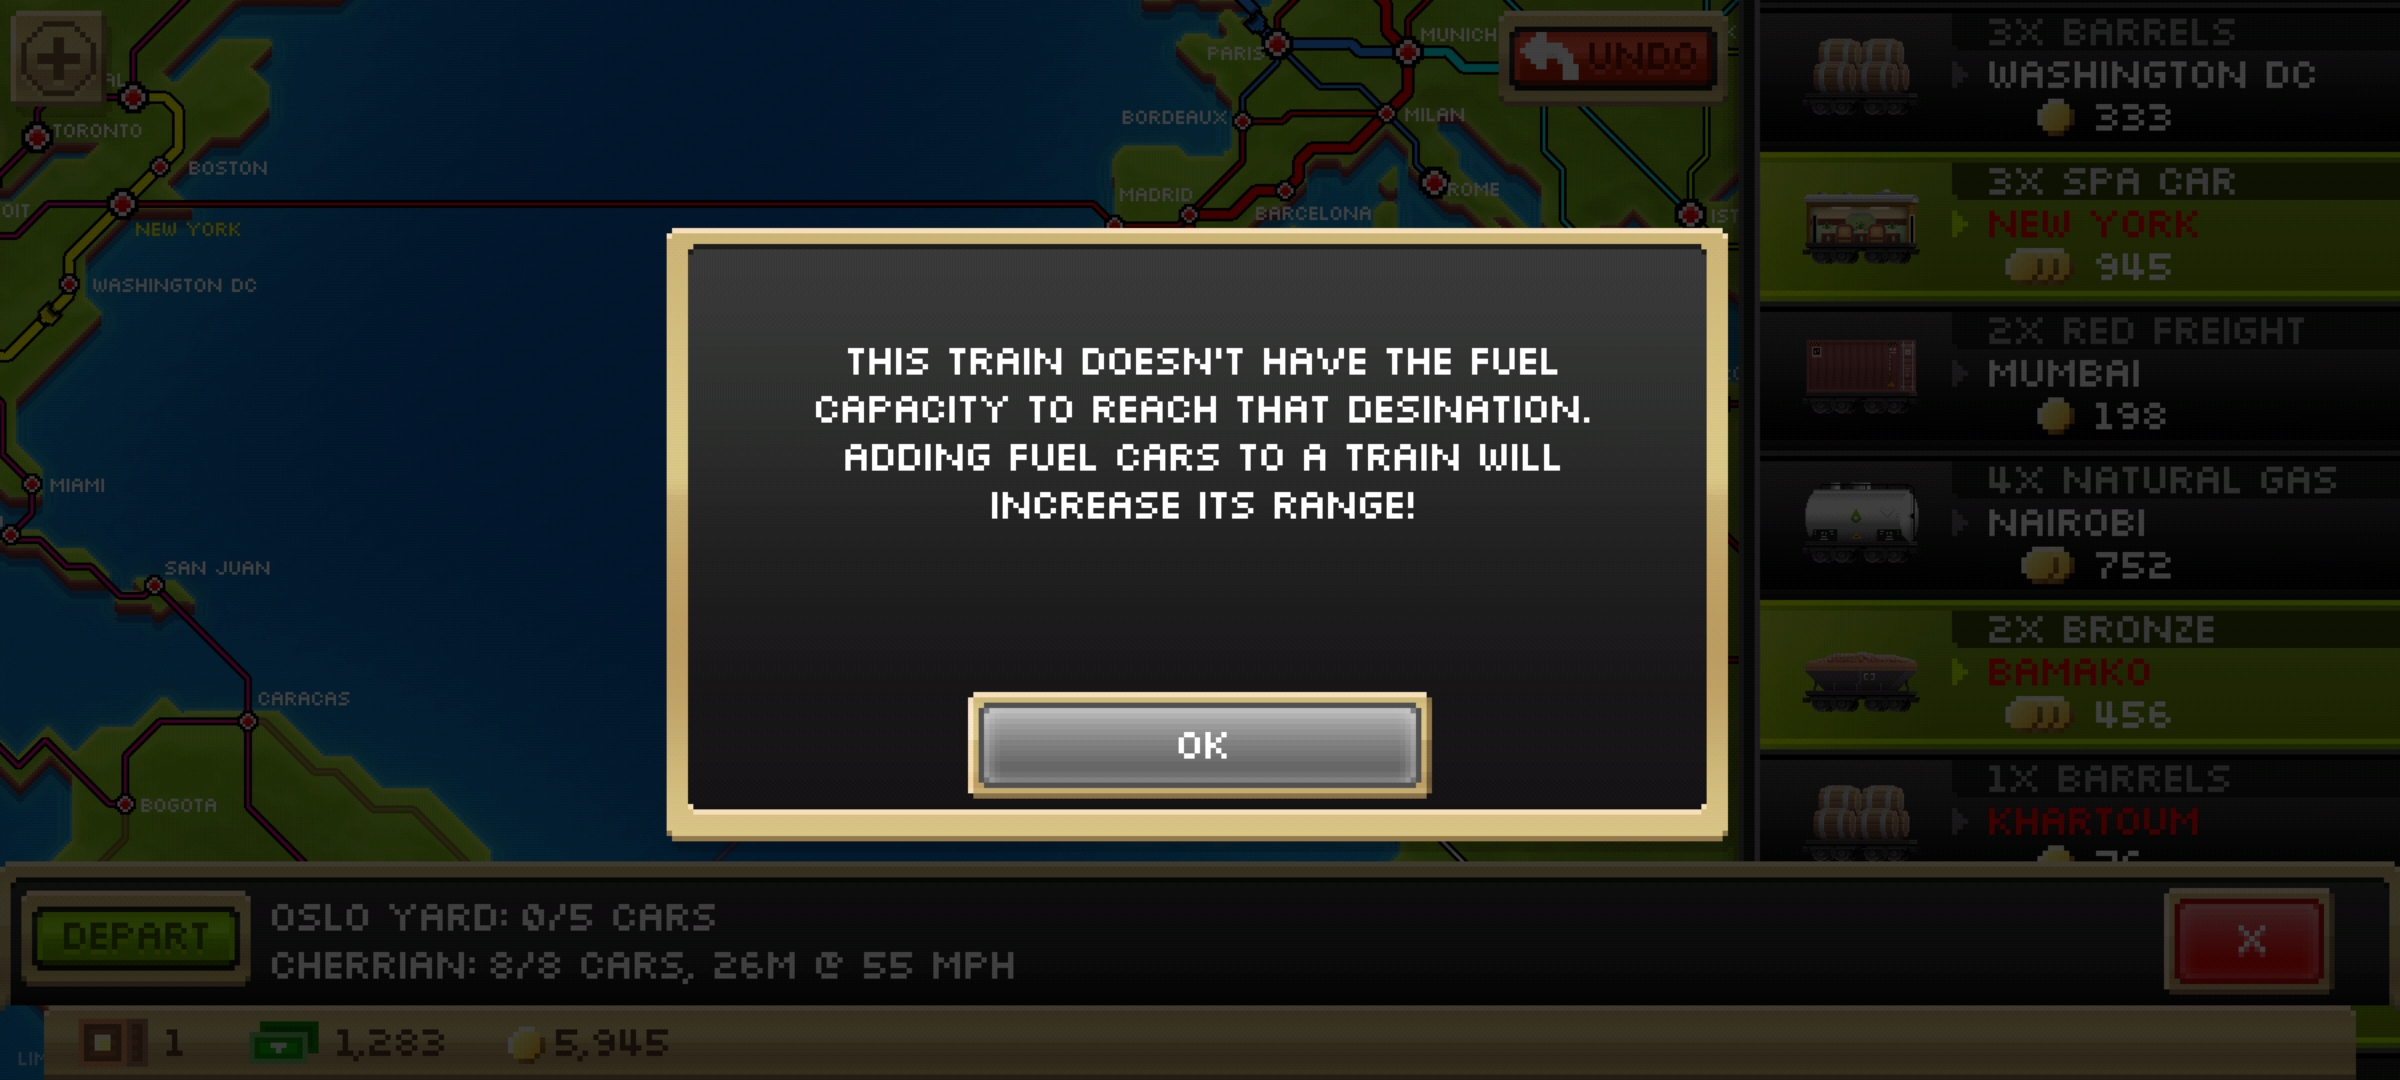 AL
TORONTO
BOSTON
OIT
NEW YORK
WASHINGTON DC
MIAMI
SAN JUAN
CARACAS
BOGOTA
PARIS
MUNICH
BORDEAUX
MILAN
MADRID
ROME
BARCELONA
IST
UNDO
THIS TRAIN DOESN'T HAVE THE FUEL
CAPACITY TO REACH THAT DESINATION.
ADDING FUEL CARS TO A TRAIN WILL
INCREASE ITS RANGE!
OK
3X BARRELS
WASHINGTON DC
333
3X SPA CAR
NEW YORK
945
2X RED FREIGHT
MUMBAI
198
4X NATURAL GAS
NAIROBI
752
2X BRONZE
BAMAKO
456
1X BARRELS
KHARTOUM
DEPART
OSLO YARD: 0/5 CARS
CHERRIAN: 8/8 CARS, 26M @ 55 MPH
X
LIM
1
1,283
5,945